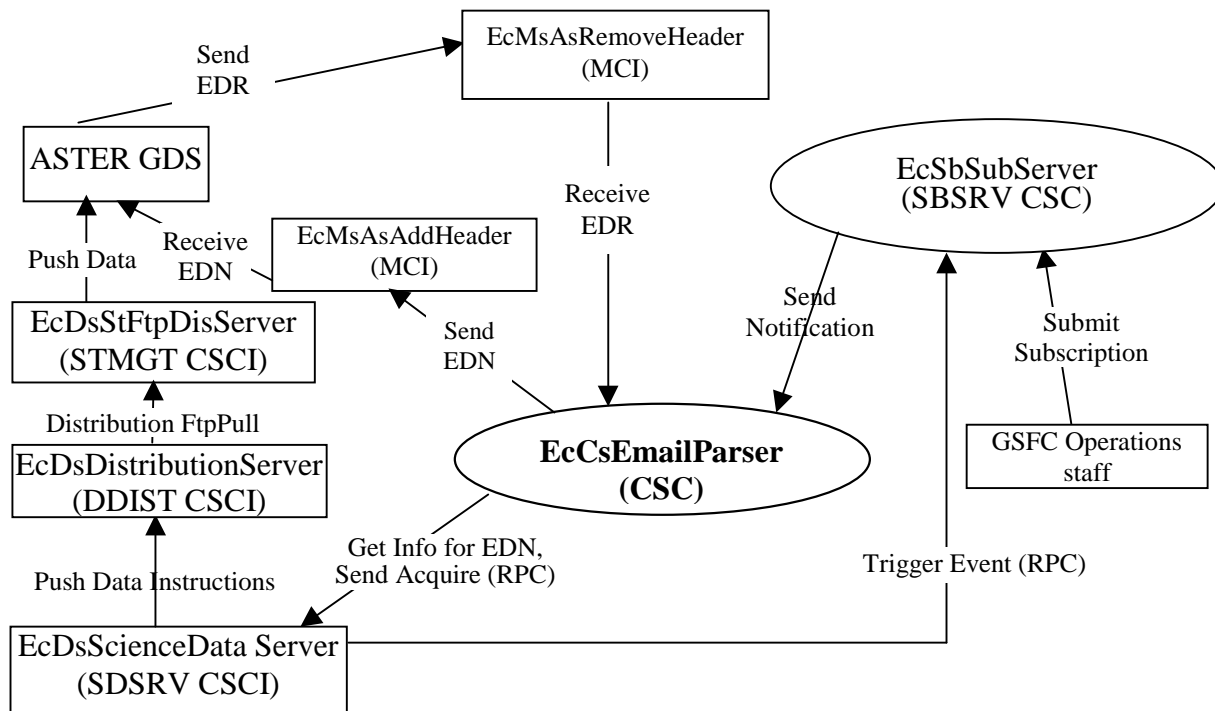 Send
EDR
EcMsAsRemoveHeader
(MCI)
ASTER GDS
EcSbSubServer
(SBSRV CSC)
Receive
EDR
Receive
EDN
EcMsAsAddHeader
(MCI)
Push Data
Send
Notification
EcDsStFtpDisServer
(STMGT CSCI)
Send
EDN
Submit
Subscription
Distribution FtpPull
EcDsDistributionServer
(DDIST CSCI)
EcCsEmailParser
(CSC)
GSFC Operations
staff
Get Info for EDN,
Send Acquire (RPC)
Trigger Event (RPC)
Push Data Instructions
EcDsScienceData Server
(SDSRV CSCI)